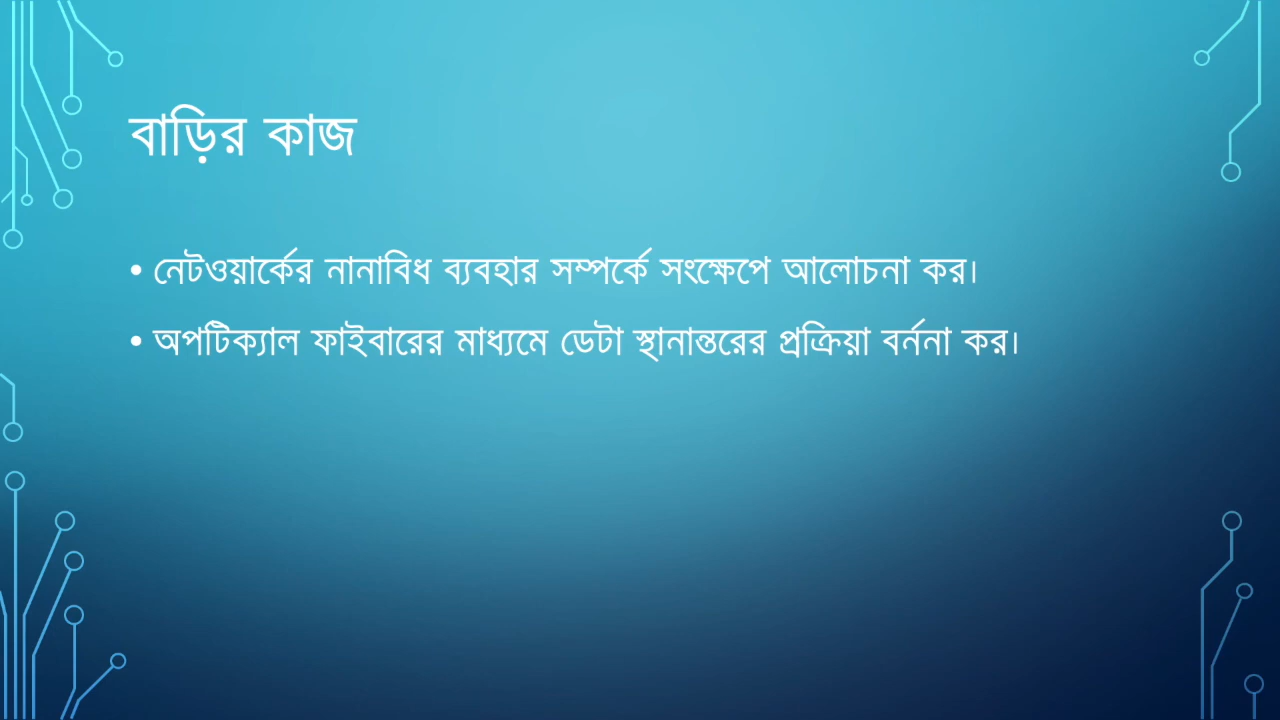 বাড়ির কাজ
• নেটওয়ার্কের নানাবিধ ব্যবহার সম্পর্কে সংক্ষেপে আলোচনা কর।
• অপটিক্যাল ফাইবারের মাধ্যমে ডেটা স্থানান্তরের প্রক্রিয়া বর্ননা কর।